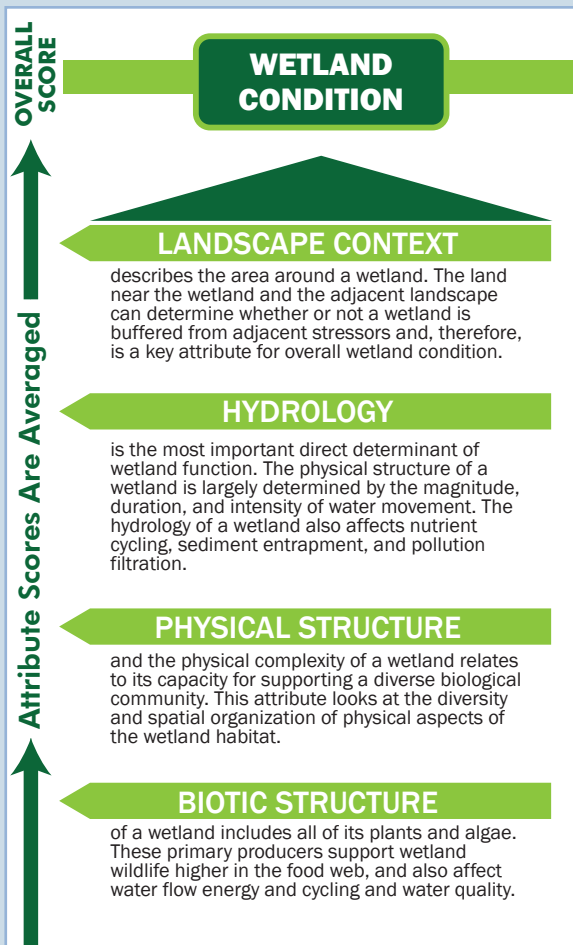 OVERALL
SCORE
Attribute Scores Are Averaged
WETLAND
CONDITION
LANDSCAPE CONTEXT
describes the area around a wetland. The land
near the wetland and the adjacent landscape
can determine whether or not a wetland is
buffered from adjacent stressors and, therefore,
is a key attribute for overall wetland condition.
HYDROLOGY
is the most important direct determinant of
wetland function. The physical structure of a
wetland is largely determined by the magnitude,
duration, and intensity of water movement. The
hydrology of a wetland also affects nutrient
cycling, sediment entrapment, and pollution
filtration.
PHYSICAL STRUCTURE
and the physical complexity of a wetland relates
to its capacity for supporting a diverse biological
community. This attribute looks at the diversity
and spatial organization of physical aspects of
the wetland habitat.
BIOTIC STRUCTURE
of a wetland includes all of its plants and algae.
These primary producers support wetland
wildlife higher in the food web, and also affect
water flow energy and cycling and water quality.